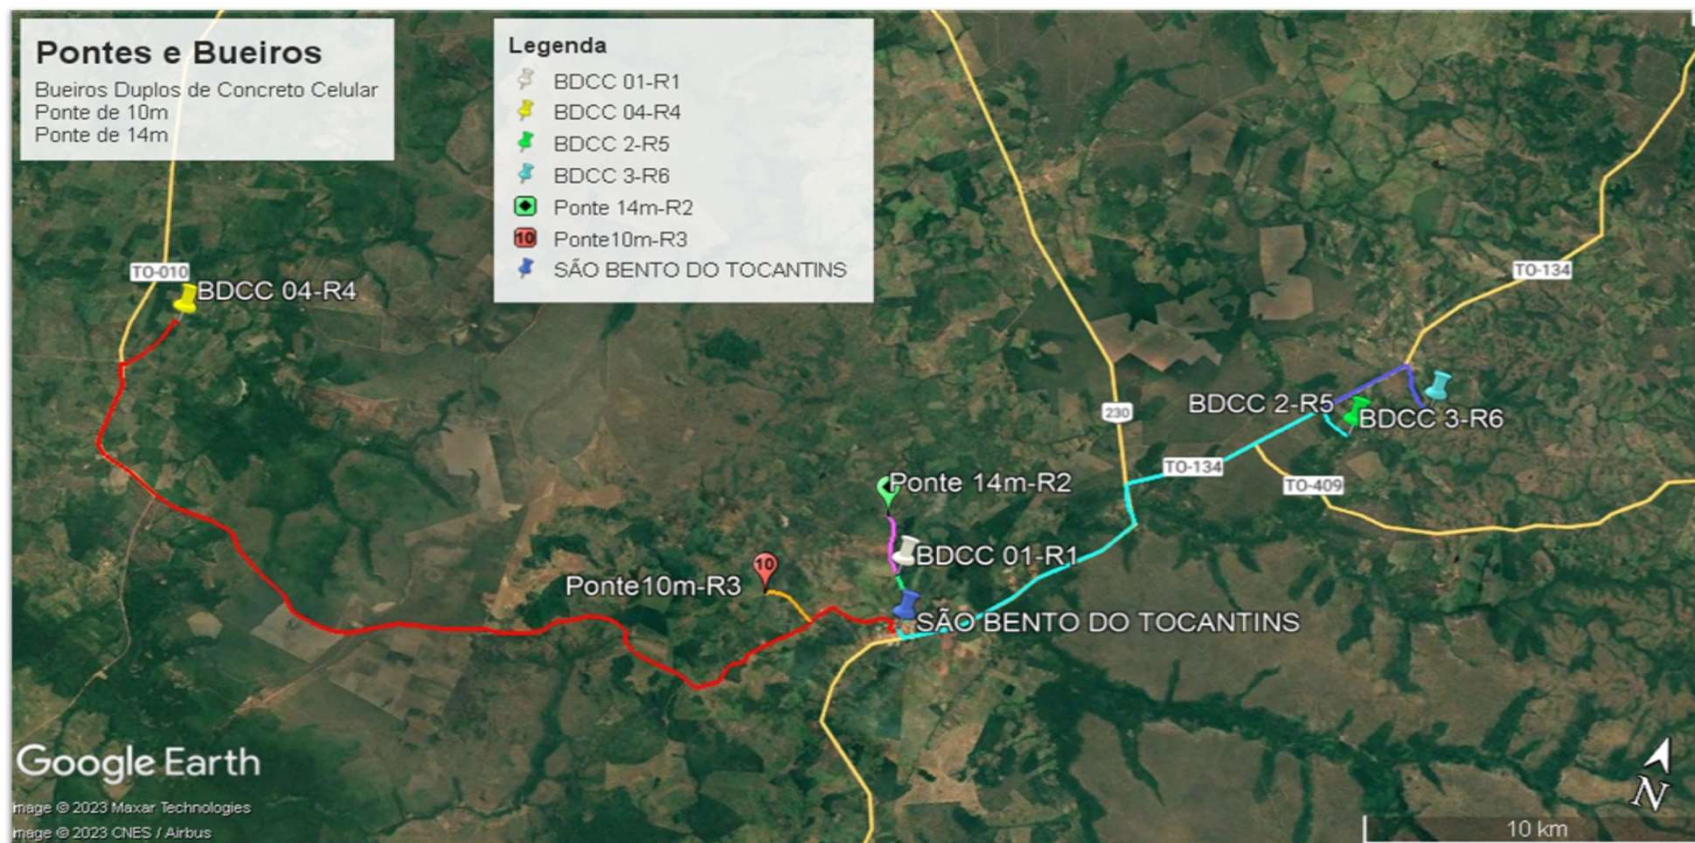 Pontes e Bueiros
Bueiros Duplos de Concreto Celular
Ponte de 10m
Ponte de 14m
Legenda
BDCC 01-R1
BDCC 04-R4
BDCC 2-R5
BDCC 3-R6
Ponte 14m-R2
10 Ponte10m-R3
SÃO BENTO DO TOCANTINS
TO-010
BDCC 04-R4
TO-134
230
BDCC 2-R5
BDCC 3-R6
TO-134
TO-409
Ponte 14m-R2
BDCC 01-R1
10
Ponte10m-R3
SÃO BENTO DO TOCANTINS
Google Earth
Image © 2023 Maxar Technologies
Image © 2023 CNES / Airbus
N
10 km